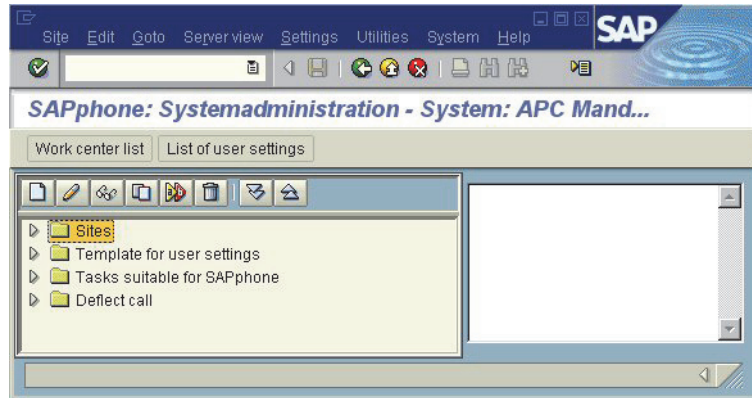 Site Edit Goto Server view Settings Utilities System Help
SAP
SAPphone: Systemadministration - System: APC Mand...
Work center list List of user settings
Sites
Template for user settings
Tasks suitable for SAPphone
Deflect call